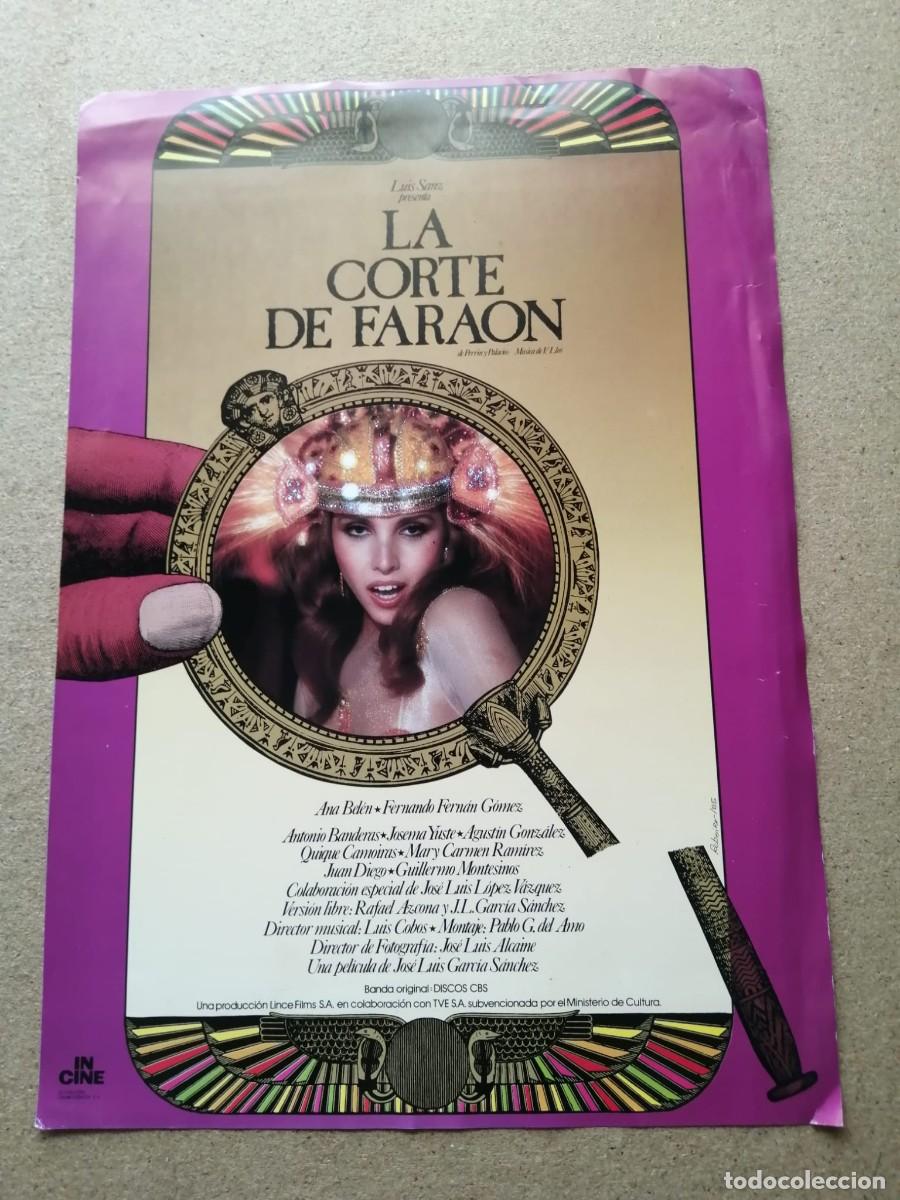 Luis Sanz
presenta
LA
CORTE
DE FARAON
de Perrin y Palacios Musica de V. Lleo
Ana Belén ★ Fernando Fernán Gómez
Antonio Banderas ★ Josema Yuste ★ Agustín González
Quique Camoiras ★ Mary Carmen Ramírez
Juan Diego ★ Guillermo Montesinos
Colaboración especial de José Luis López Vázquez
Versión libre: Rafael Azcona y J.L. García Sánchez
Director musical: Luis Cobos ★ Montaje: Pablo G. del Amo
Director de Fotografía: José Luis Alcaine
Una película de José Luis García Sánchez
Banda original: DISCOS CBS
Una producción Lince Films S.A. en colaboración con TVE S.A. subvencionada por el Ministerio de Cultura.
IN
CINE
todocoleccion